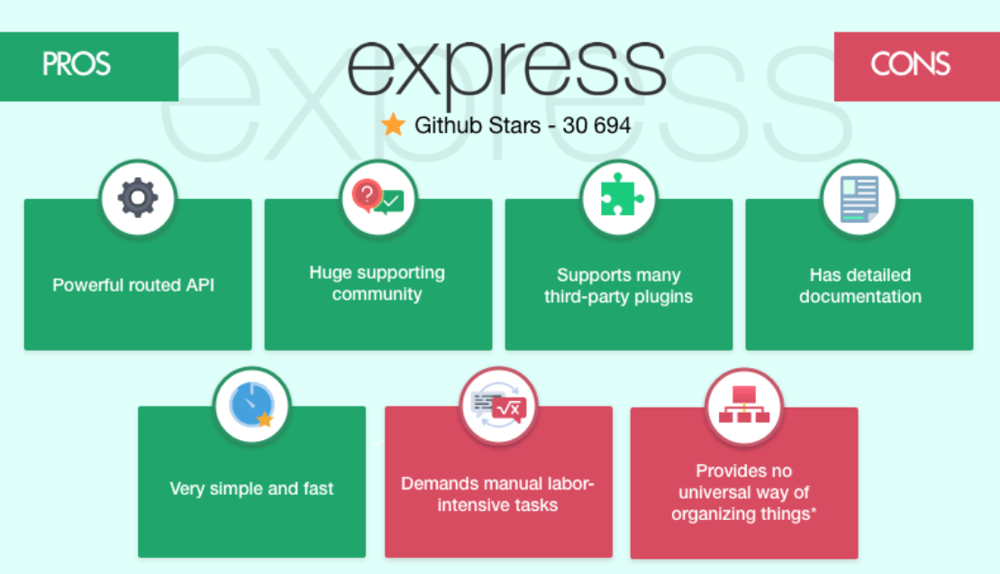 PROS
express
CONS
express
Github Stars - 30 694
Powerful routed API
Huge supporting
community
Supports many
third-party plugins
Has detailed
documentation
?
√x
Very simple and fast
Demands manual labor-
intensive tasks
Provides no
universal way of
organizing things*